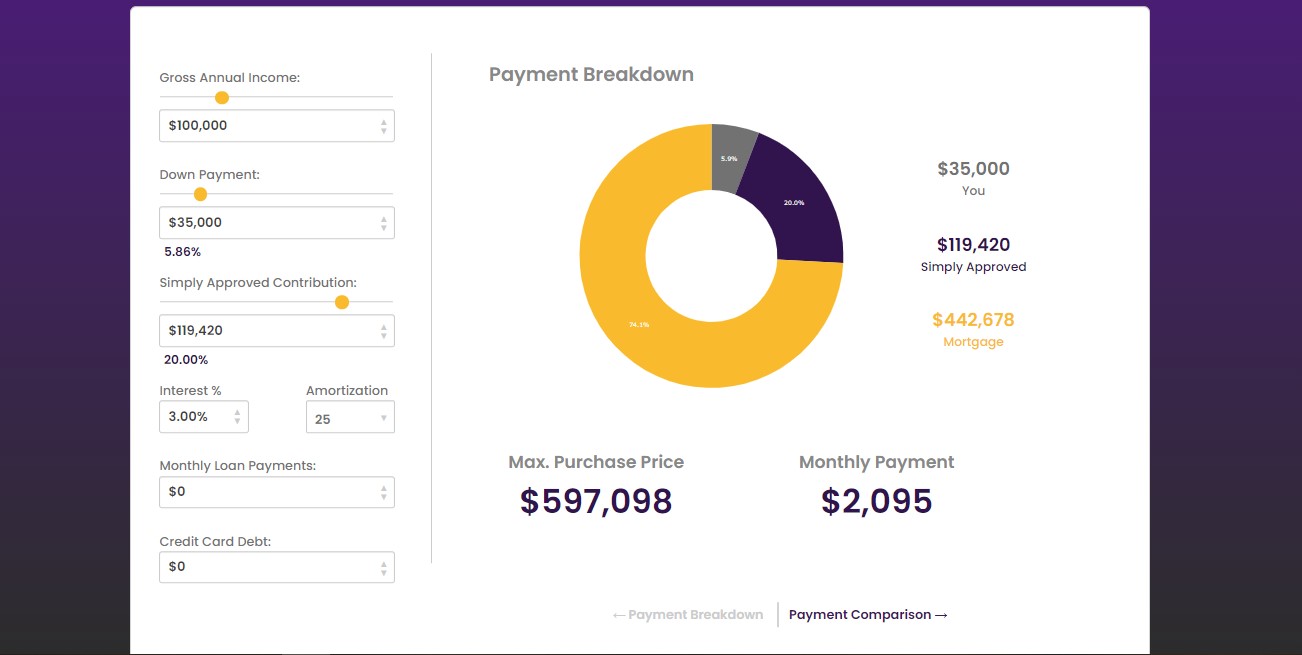 Gross Annual Income:
$100,000
Down Payment:
$35,000
5.86%
Simply Approved Contribution:
$119,420
20.00%
Interest % Amortization
3.00% 25
Monthly Loan Payments:
$0
Credit Card Debt:
$0
Payment Breakdown
5.9%
20.0%
74.1%
$35,000
You
$119,420
Simply Approved
$442,678
Mortgage
Max. Purchase Price Monthly Payment
$597,098 $2,095
← Payment Breakdown Payment Comparison →